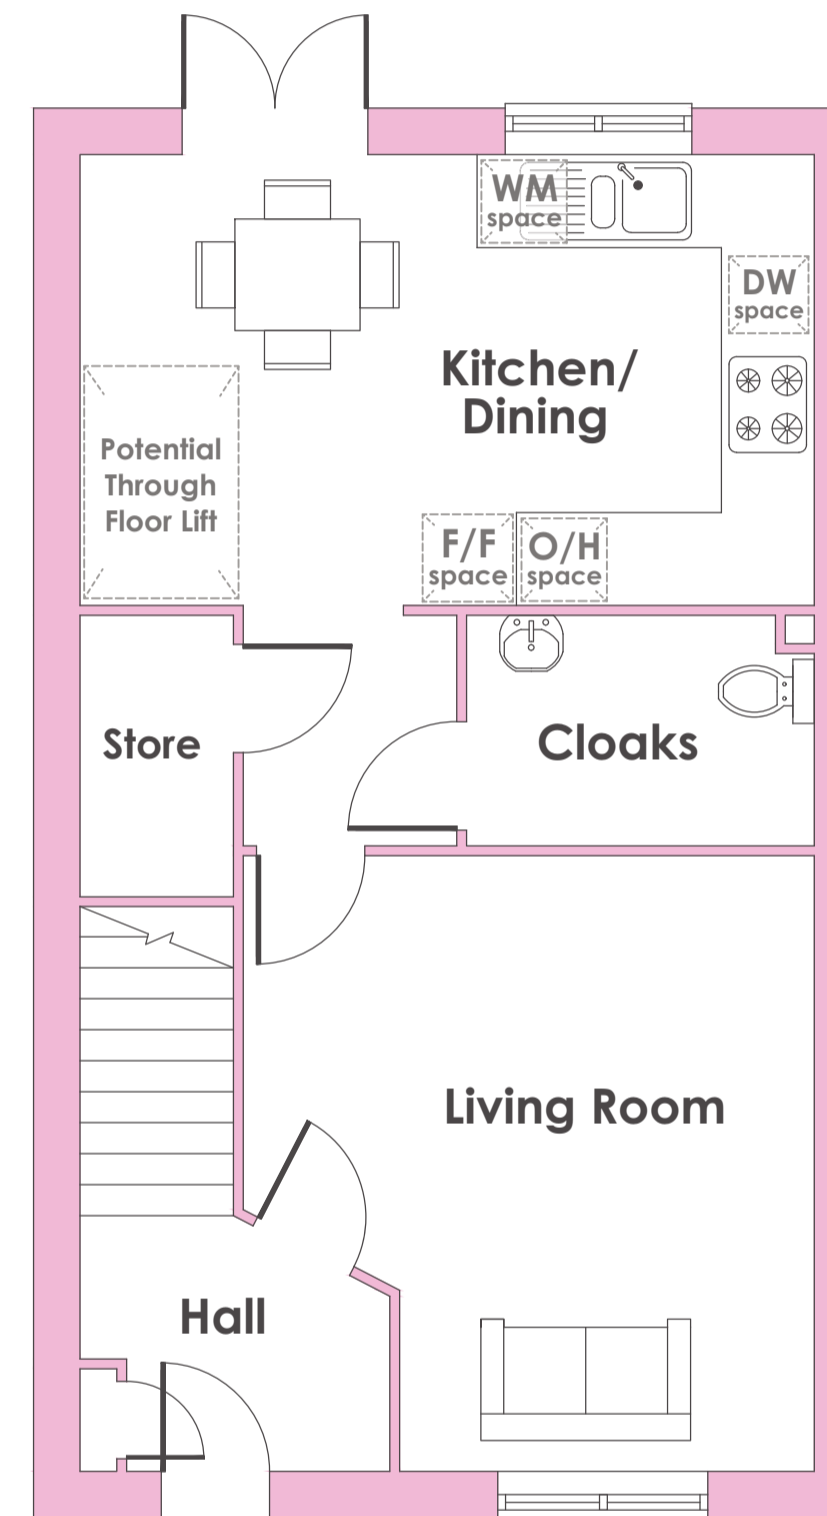 WM
space
DW
space
Kitchen/
Dining
Potential
Through
Floor Lift
F/F
space
O/H
space
Store
Cloaks
Living Room
Hall